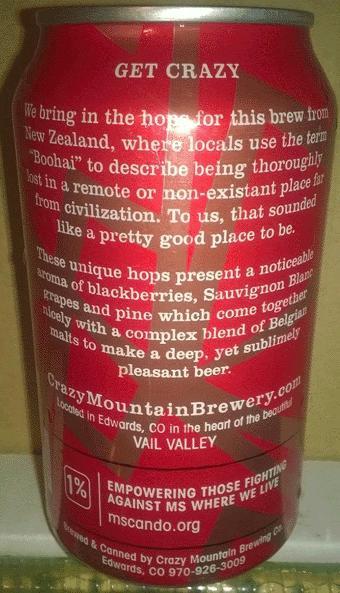 GET CRAZY
We bring in the hops for this brew from
New Zealand, where locals use the term
"Boohai" to describe being thoroughly
lost in a remote or non-existant place far
from civilization. To us, that sounded
like a pretty good place to be.
These unique hops present a noticeable
aroma of blackberries, Sauvignon Blanc
grapes and pine which come together
nicely with a complex blend of Belgian
malts to make a deep, yet sublimely
pleasant beer.
CrazyMountainBrewery.com
Located in Edwards, CO in the heart of the beautiful
VAIL VALLEY
1%
EMPOWERING THOSE FIGHTING
AGAINST MS WHERE WE LIVE
mscando.org
Brewed & Canned by Crazy Mountain Brewing Co.
Edwards, CO 970-926-3009